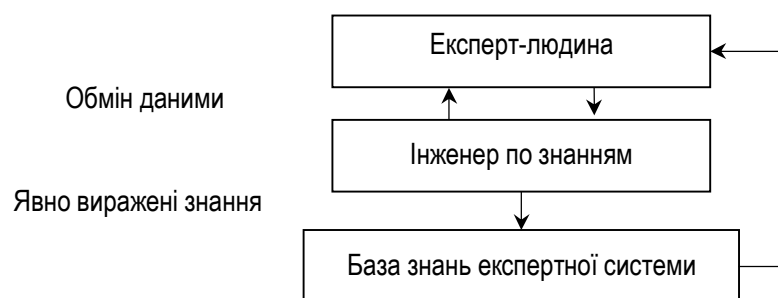 Експерт-людина
Обмін даними
Інженер по знанням
Явно виражені знання
База знань експертної системи